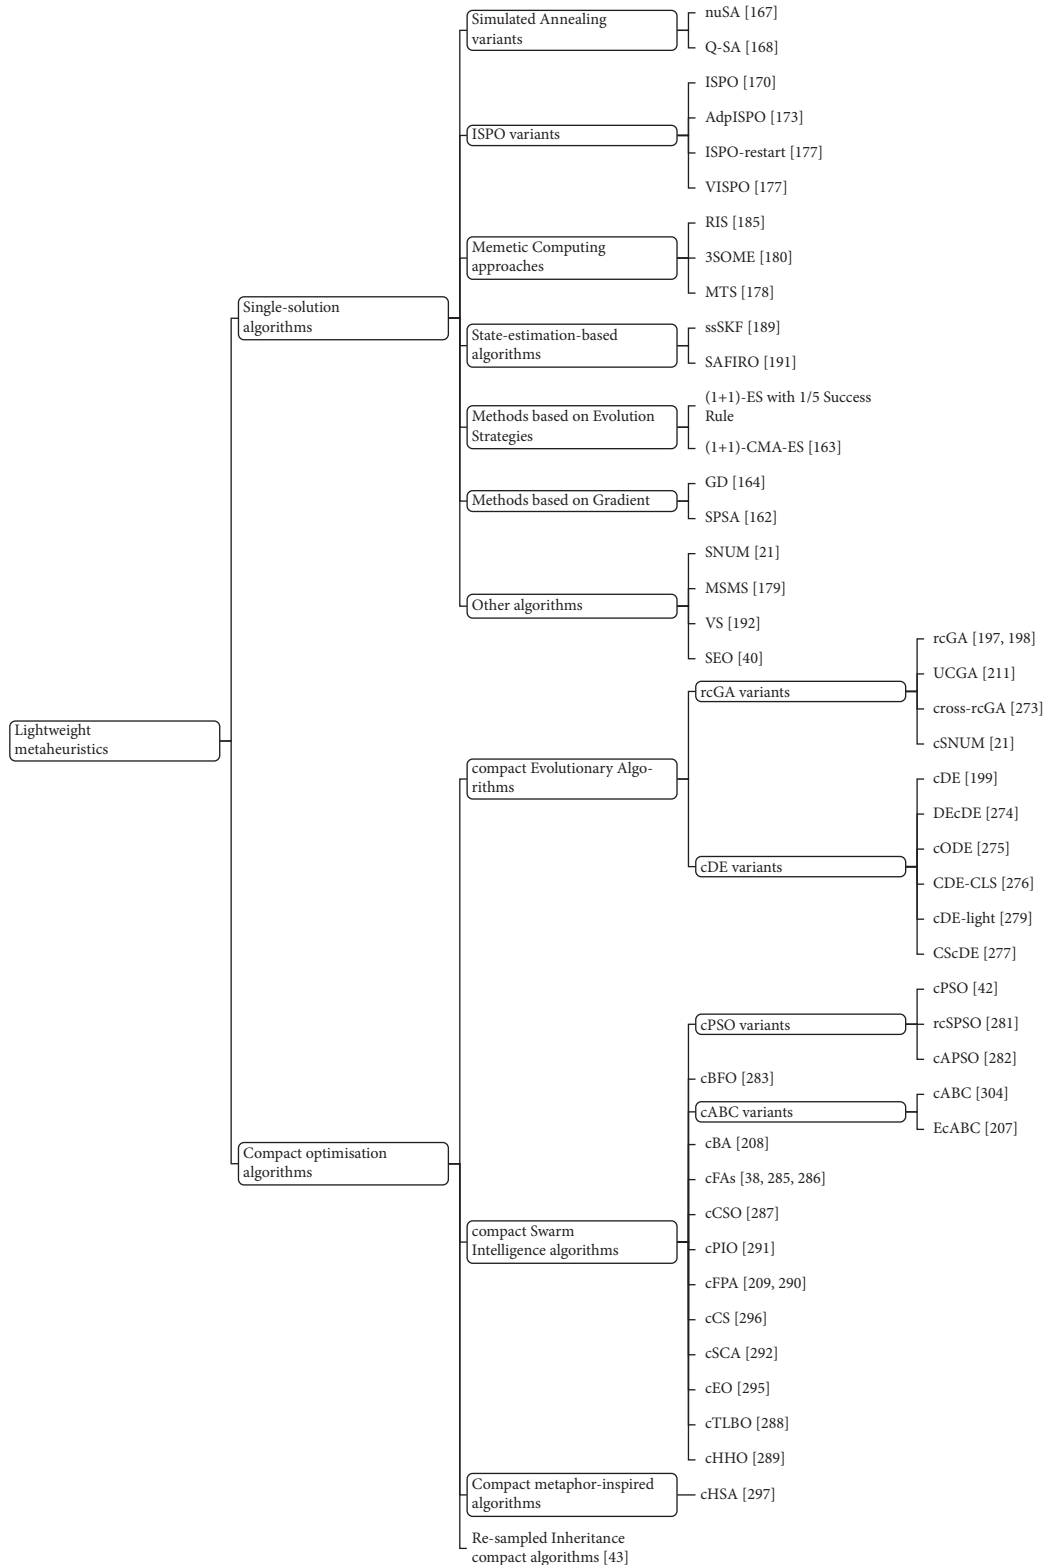 Lightweight
metaheuristics
Single-solution
algorithms
Simulated Annealing
variants
nuSA [167]
Q-SA [168]
ISPO variants
ISPO [170]
AdpISPO [173]
ISPO-restart [177]
VISPO [177]
Memetic Computing
approaches
RIS [185]
3SOME [180]
MTS [178]
State-estimation-based
algorithms
ssSKF [189]
SAFIRO [191]
Methods based on Evolution
Strategies
(1+1)-ES with 1/5 Success
Rule
(1+1)-CMA-ES [163]
Methods based on Gradient
GD [164]
SPSA [162]
Other algorithms
SNUM [21]
MSMS [179]
VS [192]
SEO [40]
Compact optimisation
algorithms
compact Evolutionary Algo-
rithms
rcGA variants
rcGA [197, 198]
UCGA [211]
cross-rcGA [273]
cSNUM [21]
cDE variants
cDE [199]
DEcDE [274]
cODE [275]
CDE-CLS [276]
cDE-light [279]
CScDE [277]
compact Swarm
Intelligence algorithms
cPSO variants
cPSO [42]
rcSPSO [281]
cAPSO [282]
cBFO [283]
cABC variants
cABC [304]
EcABC [207]
cBA [208]
cFAs [38, 285, 286]
cCSO [287]
cPIO [291]
cFPA [209, 290]
cCS [296]
cSCA [292]
cEO [295]
cTLBO [288]
cHHO [289]
Compact metaphor-inspired
algorithms
cHSA [297]
Re-sampled Inheritance
compact algorithms [43]